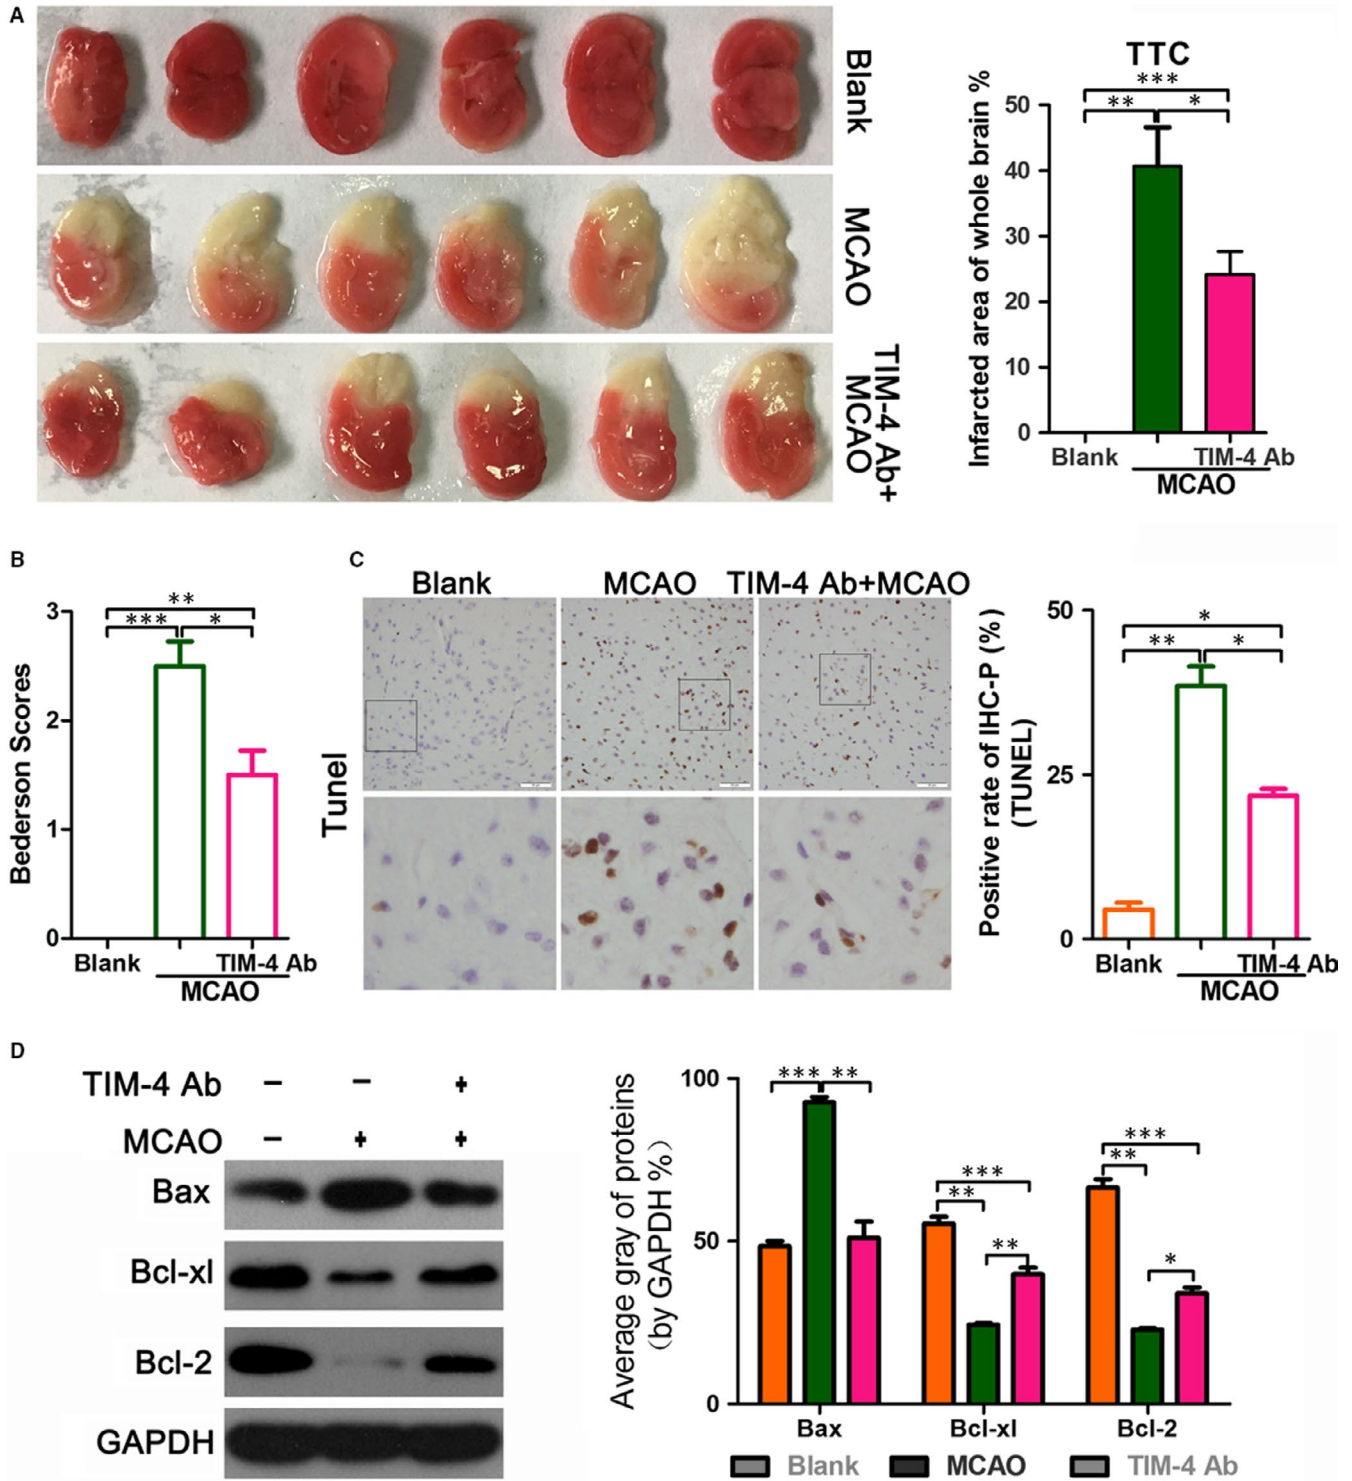 A
Blank
MCAO
TIM-4 Ab+
MCAO
TTC
***
** *
Infarcted area of whole brain %
50
40
30
20
10
0
Blank TIM-4 Ab
MCAO
B
**
*** *
Bederson Scores
3
2
1
0
Blank TIM-4 Ab
MCAO
C
Blank MCAO TIM-4 Ab+MCAO
Tunel
Positive rate of IHC-P (%)
(TUNEL)
*
** *
50
25
0
Blank TIM-4 Ab
MCAO
D
TIM-4 Ab − − +
MCAO − + +
Bax
Bcl-xl
Bcl-2
GAPDH
Average gray of proteins
(by GAPDH %)
100
50
0
*** **
***
**
**
***
**
*
Bax Bcl-xl Bcl-2
Blank MCAO TIM-4 Ab